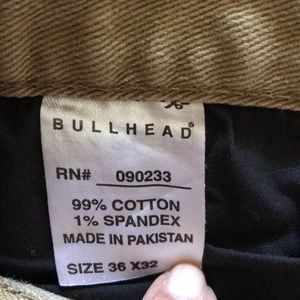 BULLHEAD®
RN# 090233
99% COTTON
1% SPANDEX
MADE IN PAKISTAN
SIZE 36 X32